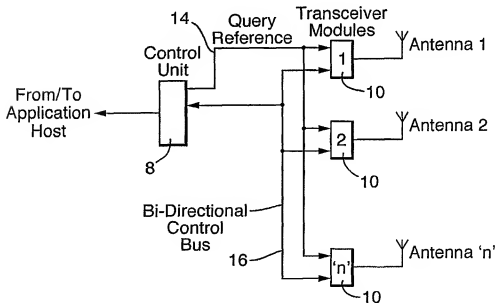 14
Query
Reference
Transceiver
Modules
Control
Unit
1
Antenna 1
10
From/To
Application
Host
8
2
Antenna 2
10
Bi-Directional
Control
Bus
16
'n'
Antenna 'n'
10